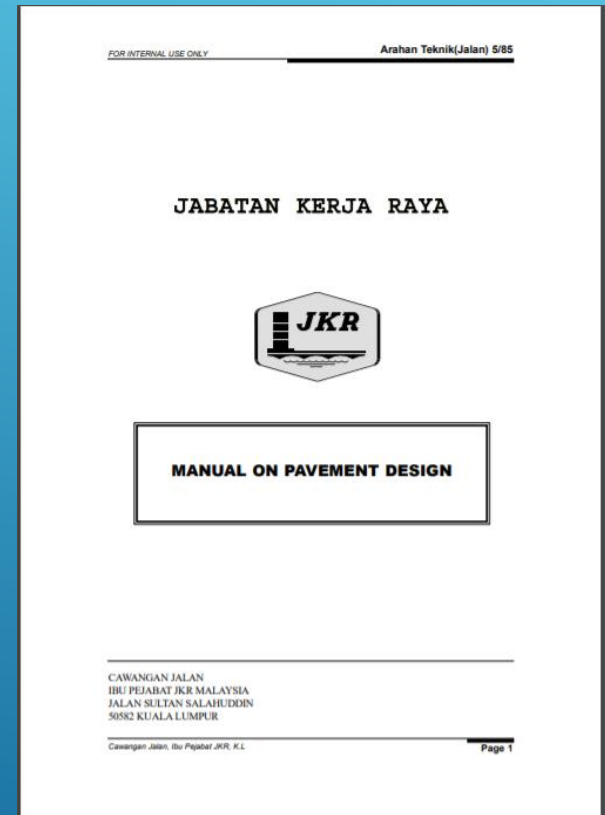 FOR INTERNAL USE ONLY
Arahan Teknik(Jalan) 5/85
JABATAN KERJA RAYA
JKR
MANUAL ON PAVEMENT DESIGN
CAWANGAN JALAN
IBU PEJABAT JKR MALAYSIA
JALAN SULTAN SALAHUDDIN
50582 KUALA LUMPUR
Cawangan Jalan, Ibu Pejabat JKR, K.L
Page 1